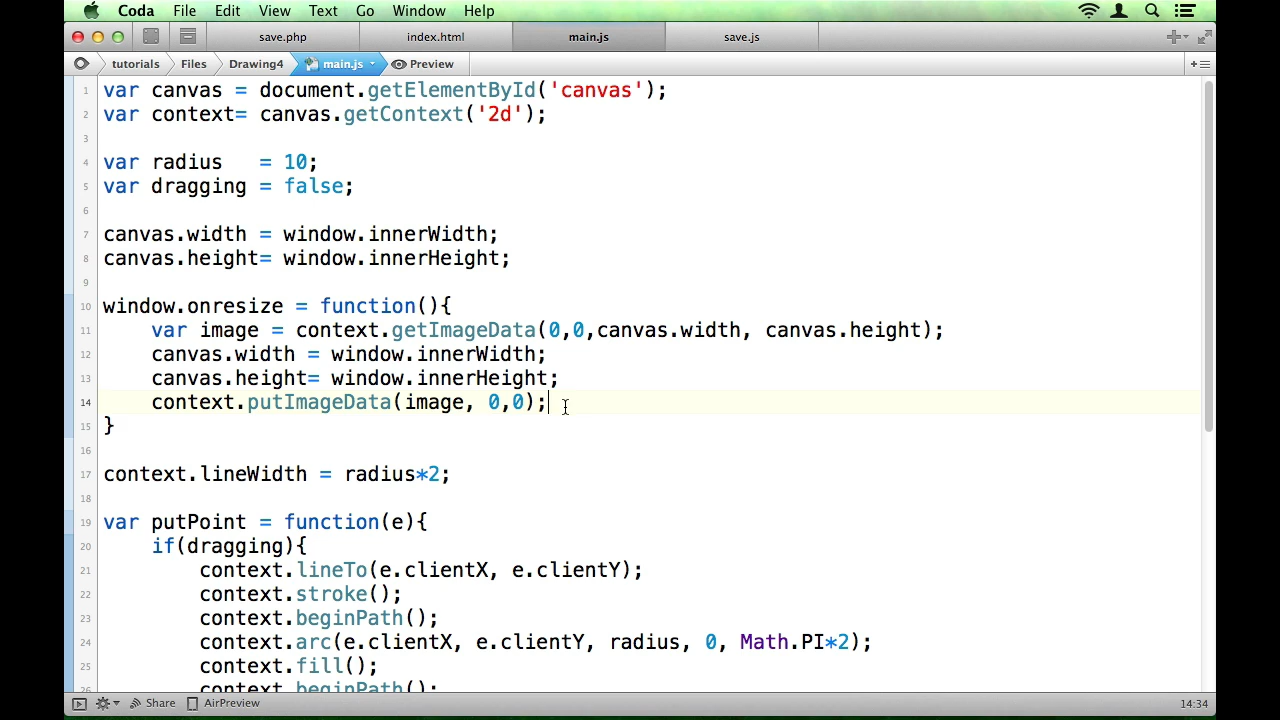 Coda File Edit View Text Go Window Help
save.php index.html main.js save.js
tutorials Files Drawing4 main.js Preview
1 var canvas = document.getElementById('canvas');
2 var context= canvas.getContext('2d');
3
4 var radius   = 10;
5 var dragging = false;
6
7 canvas.width = window.innerWidth;
8 canvas.height= window.innerHeight;
9
10 window.onresize = function(){
11     var image = context.getImageData(0,0,canvas.width, canvas.height);
12     canvas.width = window.innerWidth;
13     canvas.height= window.innerHeight;
14     context.putImageData(image, 0,0);
15 }
16
17 context.lineWidth = radius*2;
18
19 var putPoint = function(e){
20     if(dragging){
21         context.lineTo(e.clientX, e.clientY);
22         context.stroke();
23         context.beginPath();
24         context.arc(e.clientX, e.clientY, radius, 0, Math.PI*2);
25         context.fill();
26         context.beginPath();
Share AirPreview 14:34